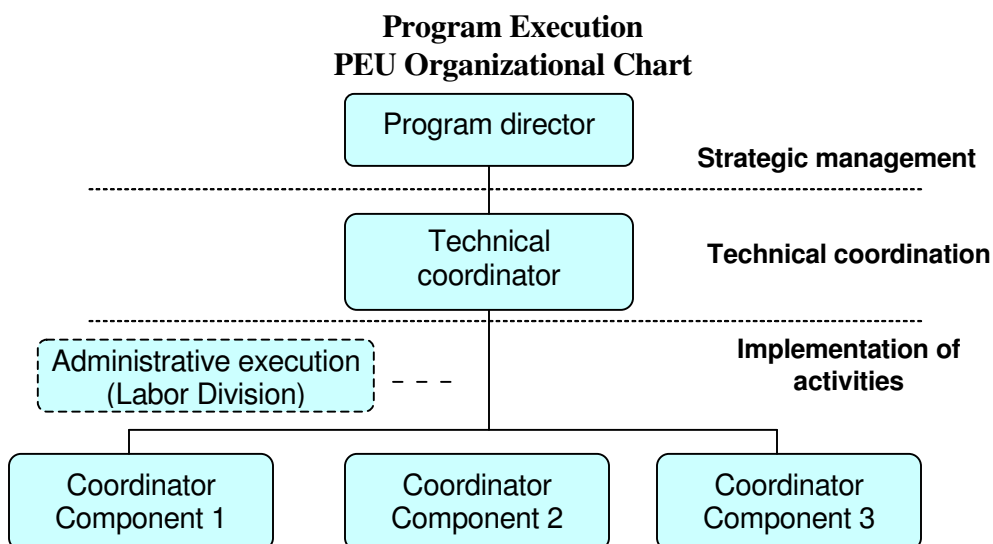 Program Execution
PEU Organizational Chart
Program director
Strategic management
Technical
coordinator
Technical coordination
Implementation of
activities
Administrative execution
(Labor Division)
Coordinator
Component 1
Coordinator
Component 2
Coordinator
Component 3